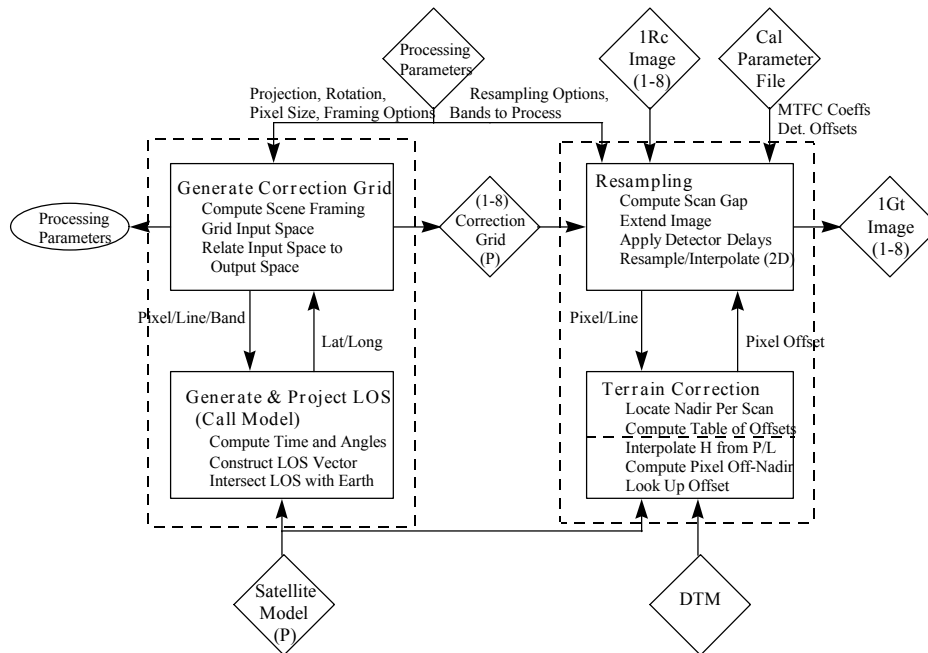 Processing
Parameters
1Rc
Image
(1-8)
Cal
Parameter
File
Projection, Rotation,
Pixel Size, Framing Options
Resampling Options,
Bands to Process
MTFC Coeffs
Det. Offsets
Generate Correction Grid
Compute Scene Framing
Grid Input Space
Relate Input Space to
Output Space
Processing
Parameters
(1-8)
Correction
Grid
(P)
Resampling
Compute Scan Gap
Extend Image
Apply Detector Delays
Resample/Interpolate (2D)
1Gt
Image
(1-8)
Pixel/Line/Band
Lat/Long
Pixel/Line
Pixel Offset
Generate & Project LOS
(Call Model)
Compute Time and Angles
Construct LOS Vector
Intersect LOS with Earth
Terrain Correction
Locate Nadir Per Scan
Compute Table of Offsets
Interpolate H from P/L
Compute Pixel Off-Nadir
Look Up Offset
Satellite
Model
(P)
DTM